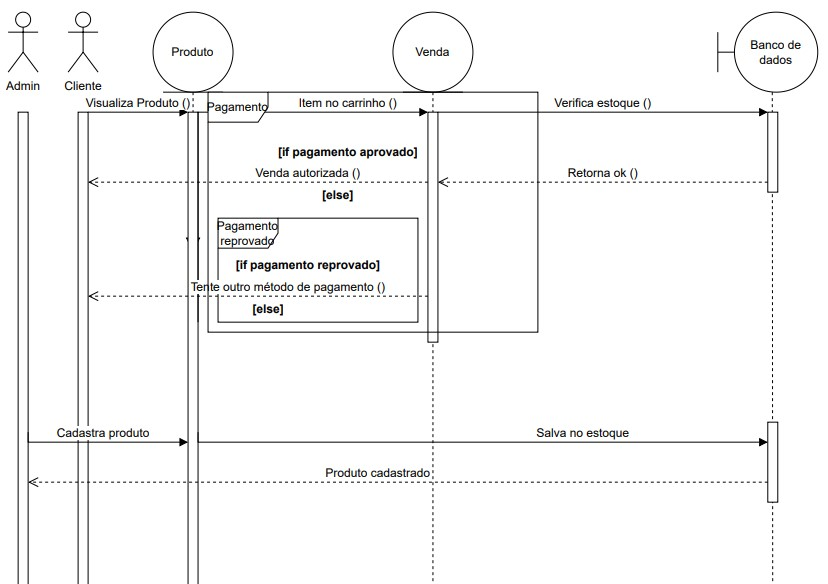 Admin
Cliente
Produto
Venda
Banco de
dados
Visualiza Produto ()
Pagamento
Item no carrinho ()
Verifica estoque ()
[if pagamento aprovado]
Venda autorizada ()
Retorna ok ()
[else]
Pagamento
reprovado
[if pagamento reprovado]
Tente outro método de pagamento ()
[else]
Cadastra produto
Salva no estoque
Produto cadastrado